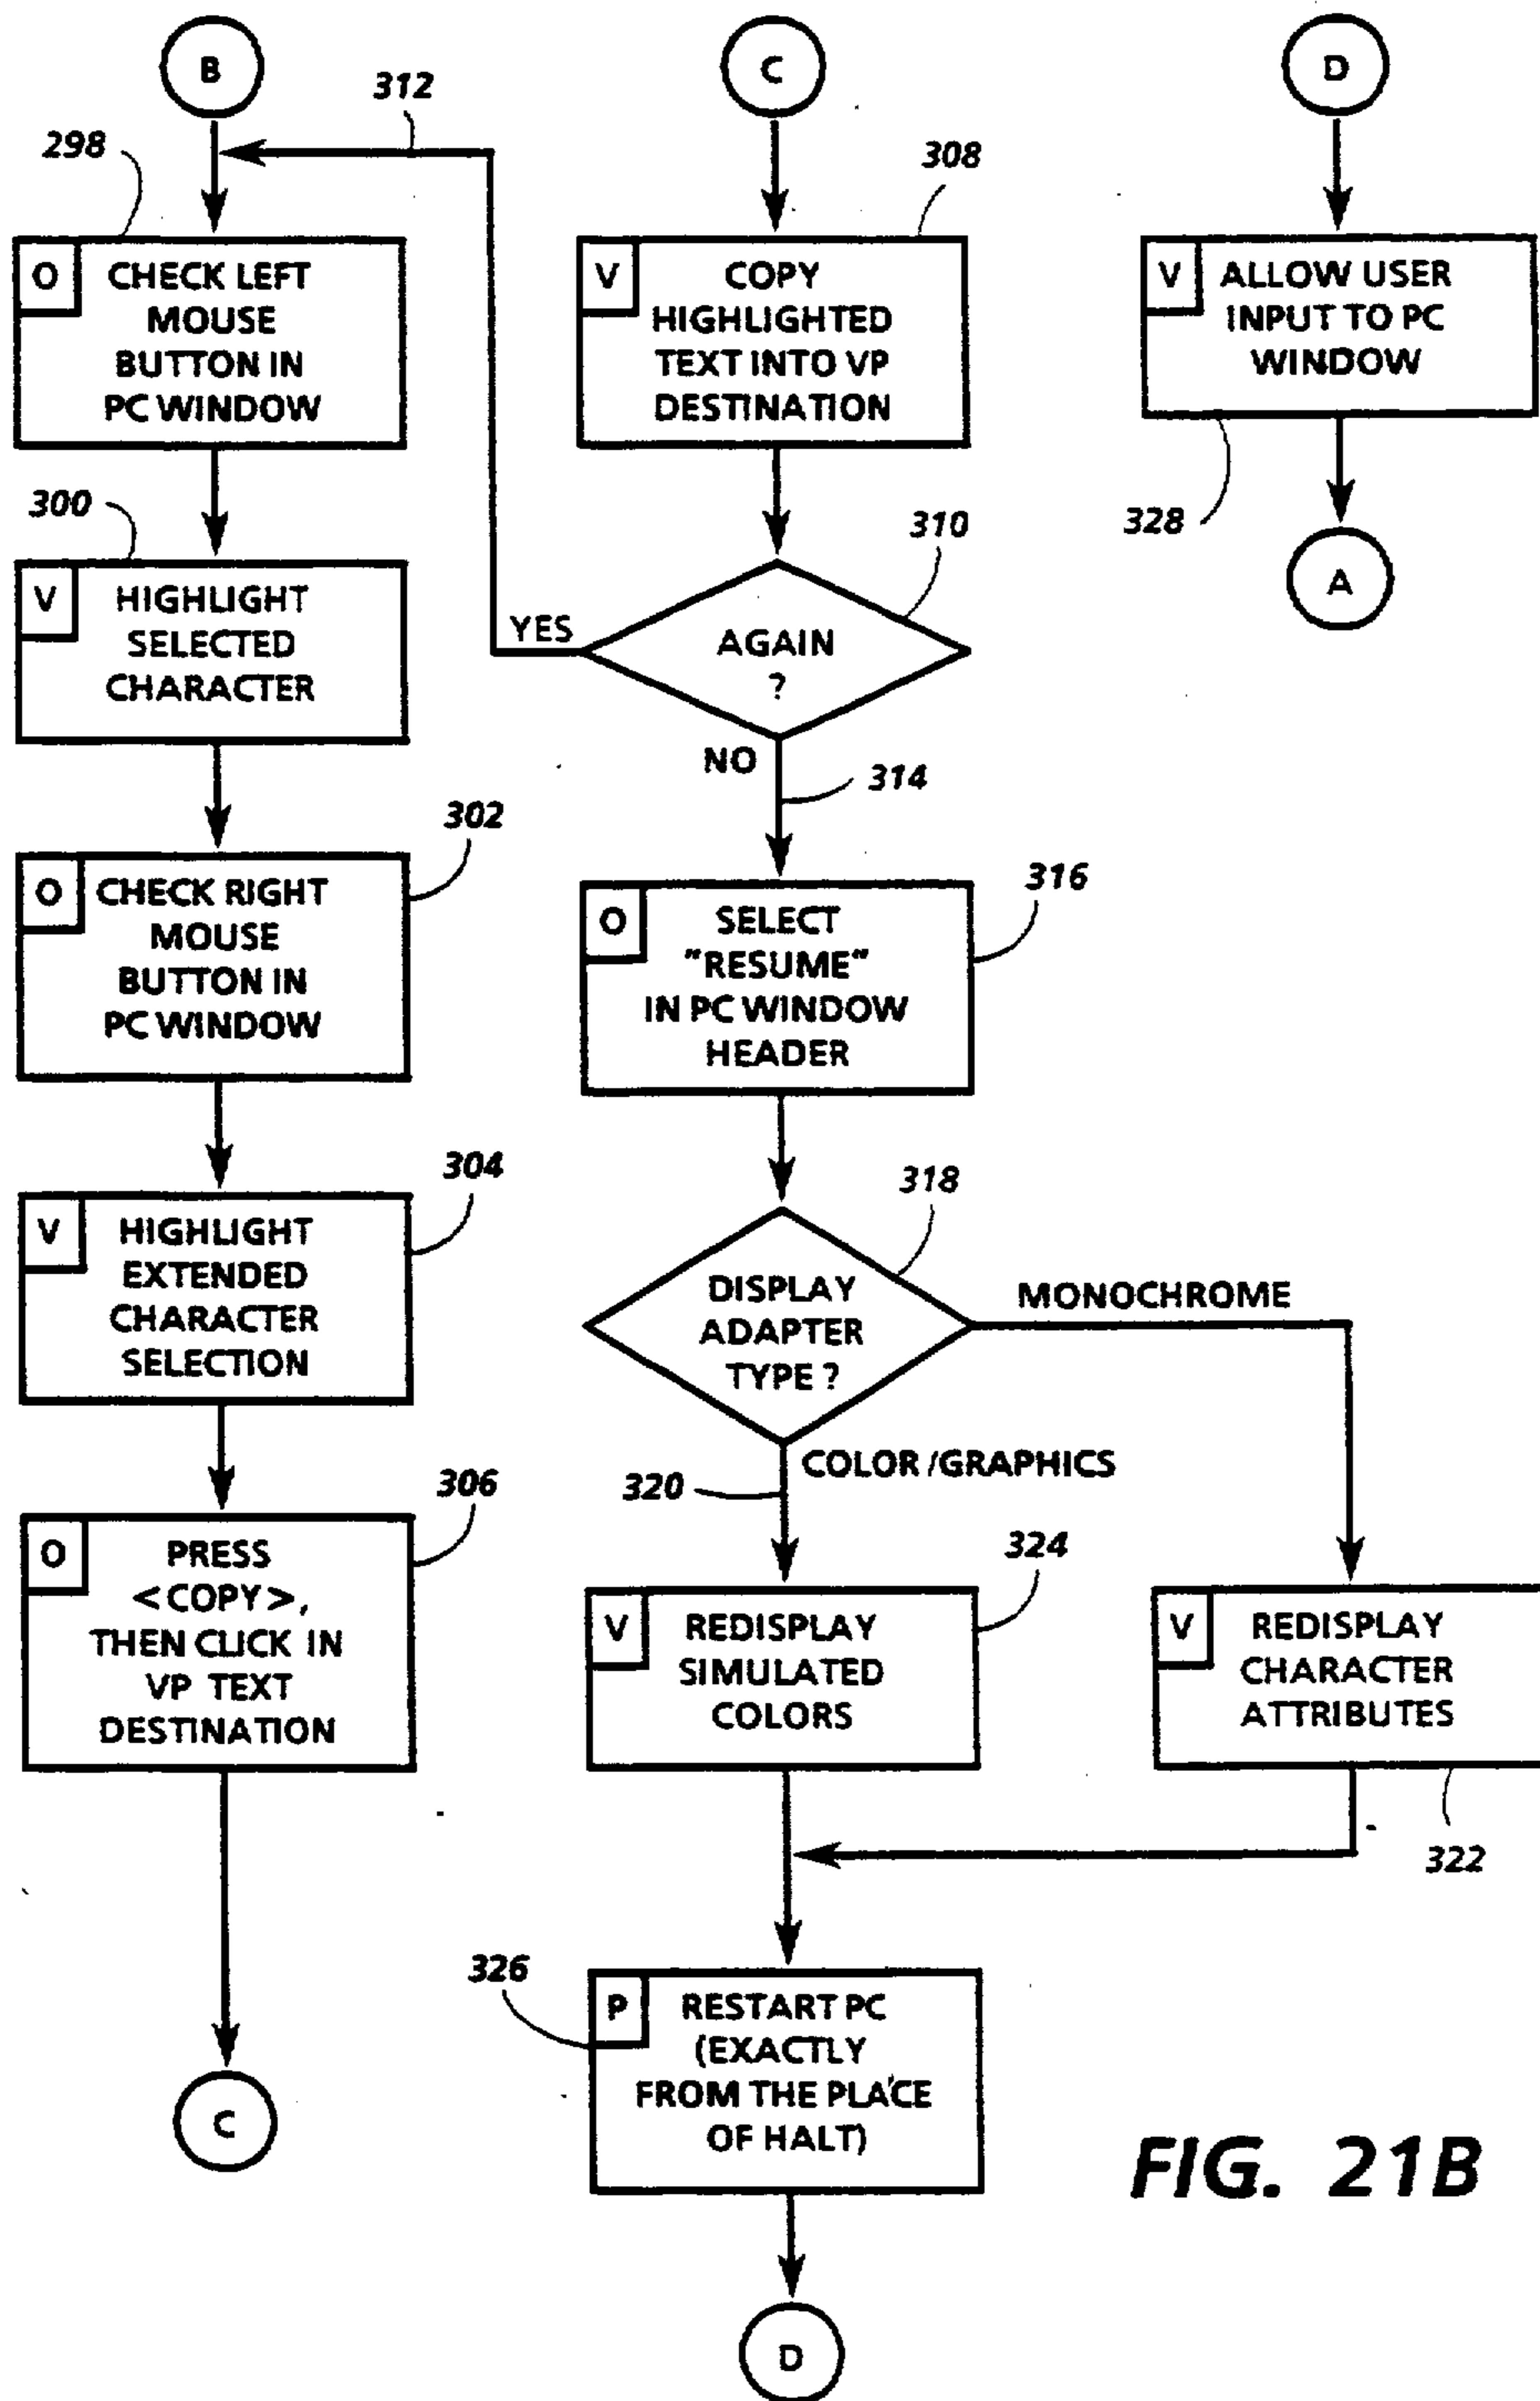 B
312
298
O
CHECK LEFT
MOUSE
BUTTON IN
PC WINDOW
300
V
HIGHLIGHT
SELECTED
CHARACTER
302
O
CHECK RIGHT
MOUSE
BUTTON IN
PC WINDOW
304
V
HIGHLIGHT
EXTENDED
CHARACTER
SELECTION
306
O
PRESS
<COPY>,
THEN CLICK IN
VP TEXT
DESTINATION
C
C
308
V
COPY
HIGHLIGHTED
TEXT INTO VP
DESTINATION
310
AGAIN
?
YES
NO
314
316
O
SELECT
"RESUME"
IN PC WINDOW
HEADER
318
DISPLAY
ADAPTER
TYPE ?
MONOCHROME
COLOR /GRAPHICS
320
324
V
REDISPLAY
SIMULATED
COLORS
V
REDISPLAY
CHARACTER
ATTRIBUTES
322
326
P
RESTART PC
(EXACTLY
FROM THE PLACE
OF HALT)
D
D
V
ALLOW USER
INPUT TO PC
WINDOW
328
A
FIG. 21B